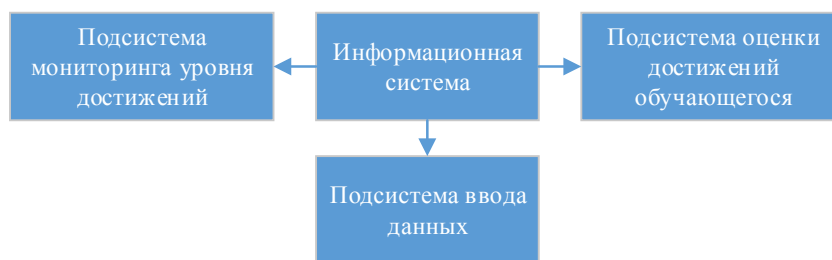 Подсистема
мониторинга уровня
достижений
Информационная
система
Подсистема оценки
достижений
обучающегося
Подсистема ввода
данных